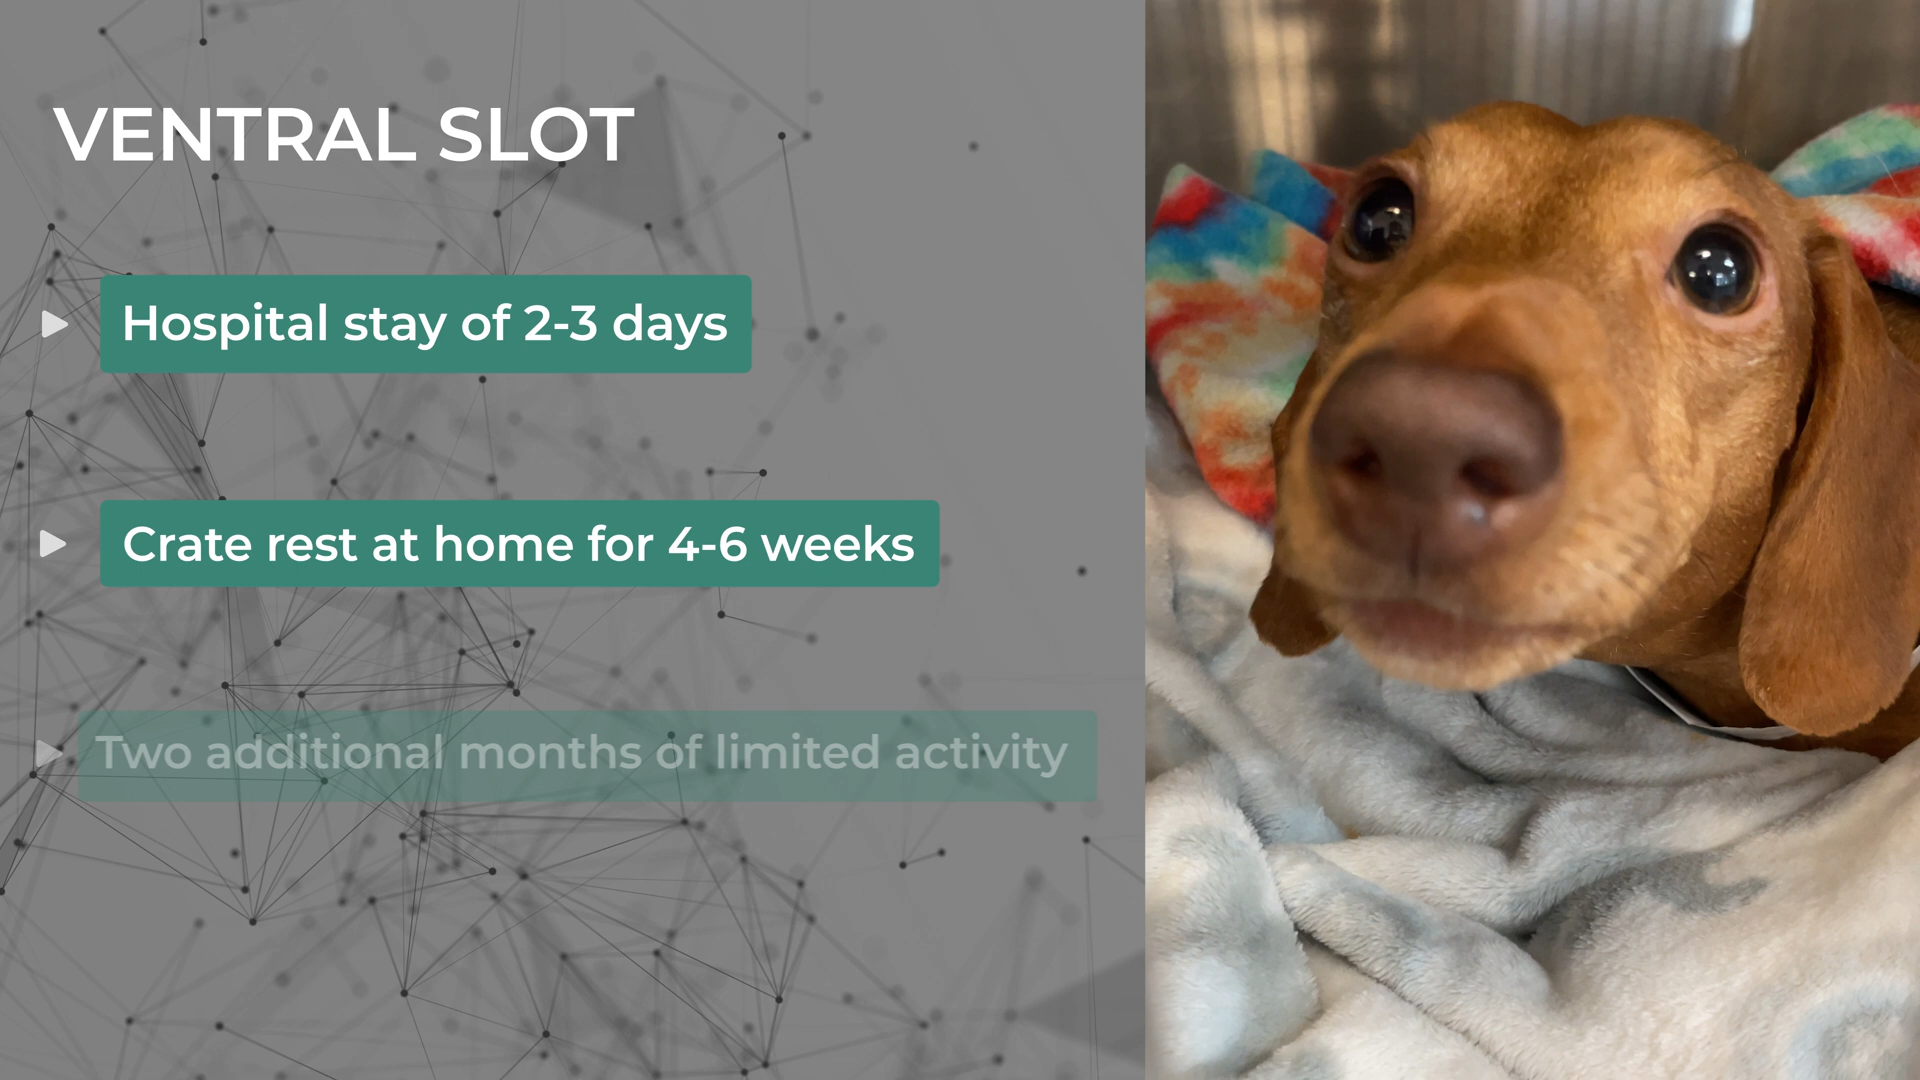 VENTRAL SLOT
Hospital stay of 2-3 days
Crate rest at home for 4-6 weeks
Two additional months of limited activity